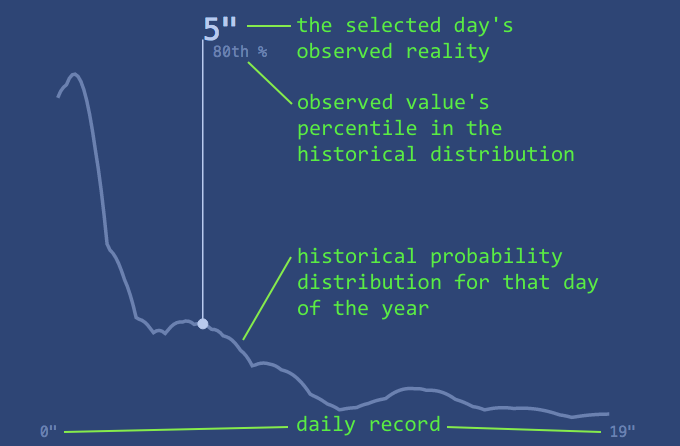 5"
the selected day's
observed reality
80th %
observed value's
percentile in the
historical distribution
historical probability
distribution for that day
of the year
0"
daily record
19"